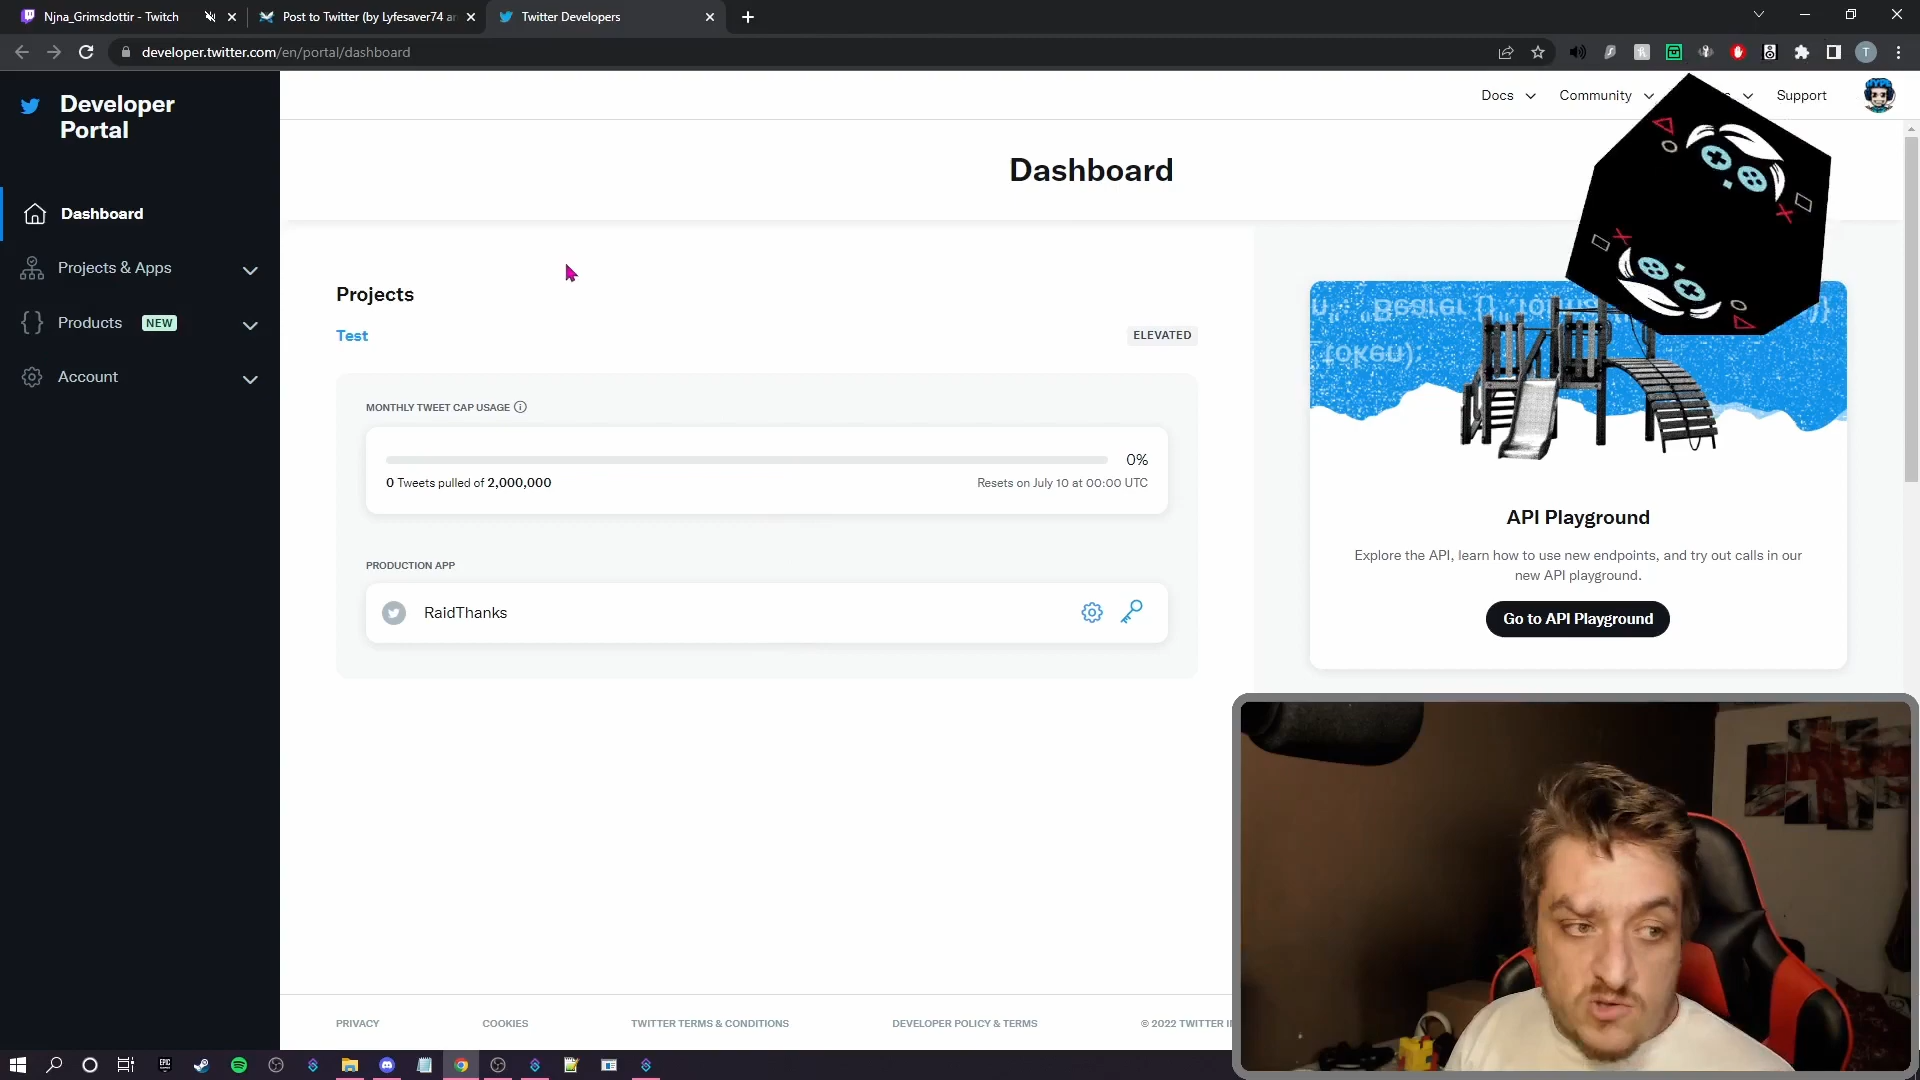 Njna_Grimsdottir - Twitch
Post to Twitter (by Lyfesaver74 a
Twitter Developers
developer.twitter.com/en/portal/dashboard
T
Developer
Portal
Docs
Community
Support
Dashboard
Dashboard
Projects & Apps
Products NEW
Account
Projects
Test
ELEVATED
MONTHLY TWEET CAP USAGE
0%
0 Tweets pulled of 2,000,000
Resets on July 10 at 00:00 UTC
PRODUCTION APP
RaidThanks
API Playground
Explore the API, learn how to use new endpoints, and try out calls in our
new API playground.
Go to API Playground
PRIVACY
COOKIES
TWITTER TERMS & CONDITIONS
DEVELOPER POLICY & TERMS
© 2022 TWITTER I
EPIC